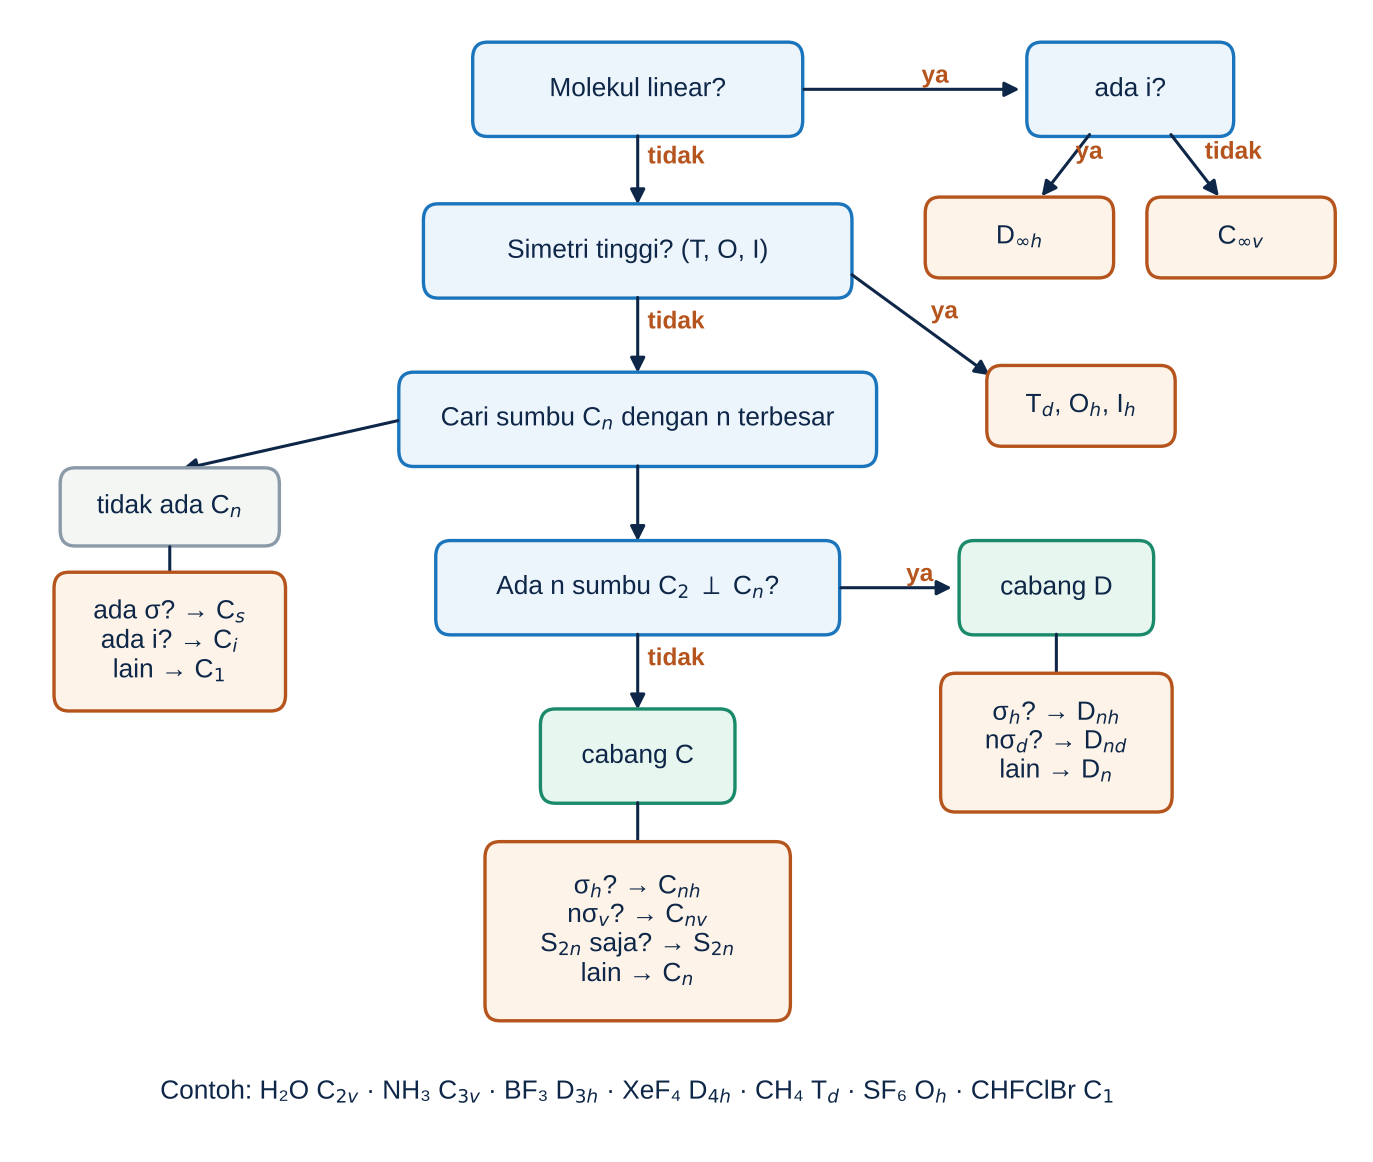 Molekul linear?
ya
ada i?
tidak
ya
tidak
Simetri tinggi? (T, O, I)
D∞h
C∞v
tidak
ya
Cari sumbu Cn dengan n terbesar
Td, Oh, Ih
tidak ada Cn
ada σ? → Cs
ada i? → Ci
lain → C1
Ada n sumbu C2 ⊥ Cn?
ya
cabang D
tidak
σh? → Dnh
nσd? → Dnd
lain → Dn
cabang C
σh? → Cnh
nσv? → Cnv
S2n saja? → S2n
lain → Cn
Contoh: H₂O C2v · NH₃ C3v · BF₃ D3h · XeF₄ D4h · CH₄ Td · SF₆ Oh · CHFClBr C1